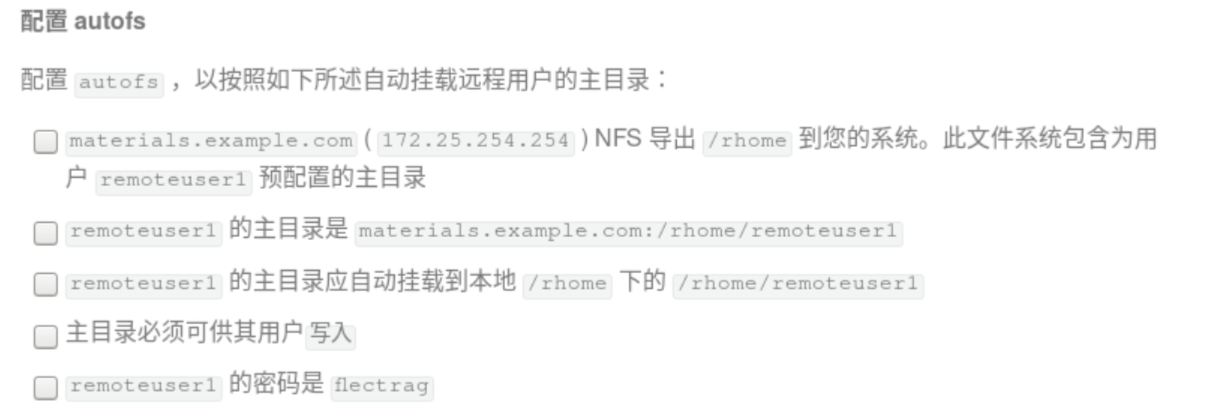 配置 autofs
配置 autofs ，以按照如下所述自动挂载远程用户的主目录：
materials.example.com ( 172.25.254.254 ) NFS 导出 /rhome 到您的系统。此文件系统包含为用
户 remoteuser1 预配置的主目录
remoteuser1 的主目录是 materials.example.com:/rhome/remoteuser1
remoteuser1 的主目录应自动挂载到本地 /rhome 下的 /rhome/remoteuser1
主目录必须可供其用户写入
remoteuser1 的密码是 flectrag